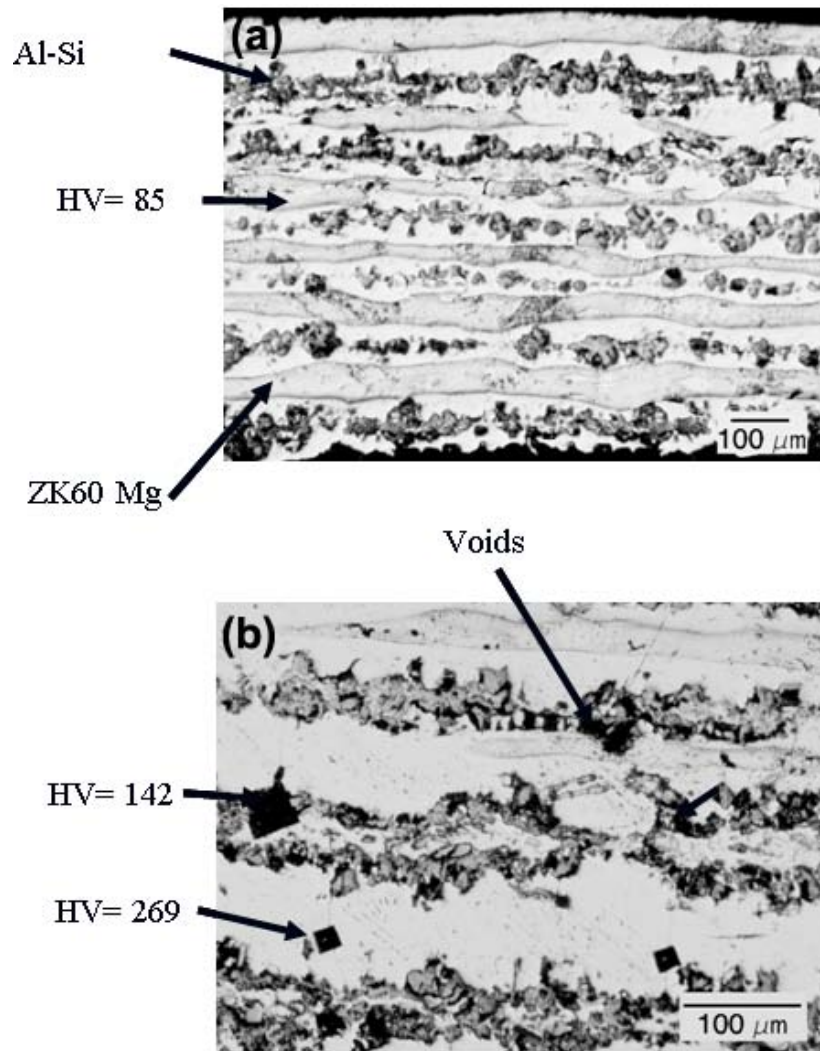 (a)
Al-Si
HV= 85
100 μm
ZK60 Mg
Voids
(b)
HV= 142
HV= 269
100 μm